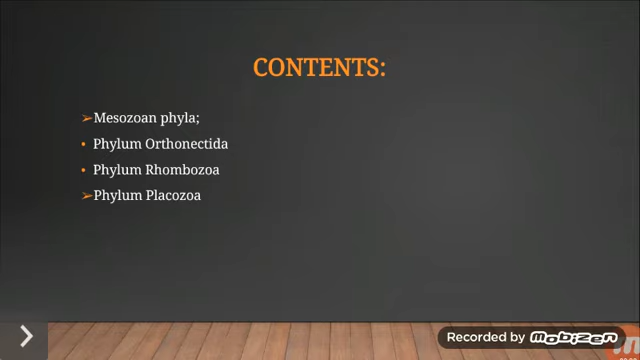 CONTENTS:
➢Mesozoan phyla;
• Phylum Orthonectida
• Phylum Rhombozoa
➢Phylum Placozoa
Recorded by Mobizen